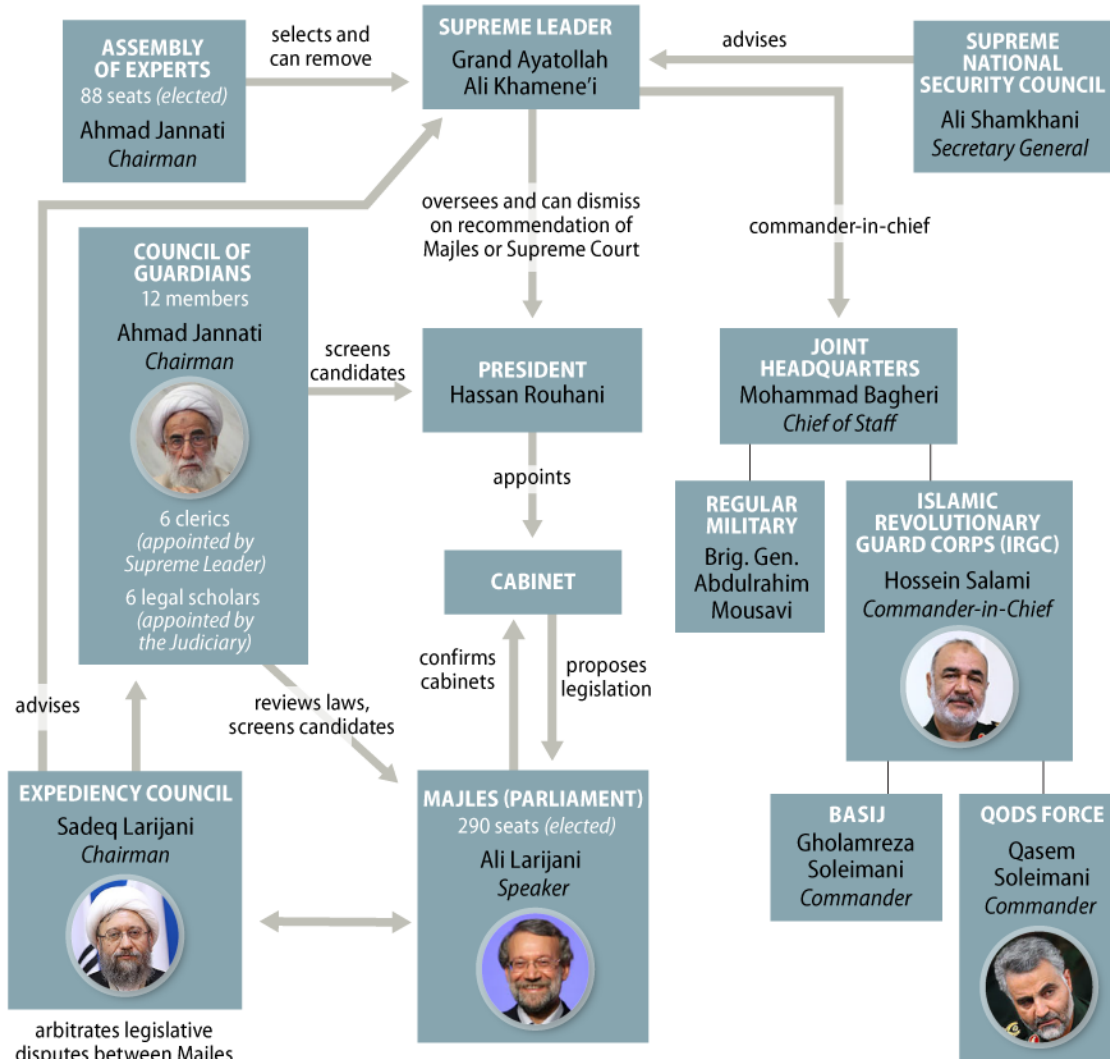 ASSEMBLY
OF EXPERTS
88 seats (elected)
Ahmad Jannati
Chairman
selects and
can remove
SUPREME LEADER
Grand Ayatollah
Ali Khamene'i
advises
SUPREME
NATIONAL
SECURITY COUNCIL
Ali Shamkhani
Secretary General
oversees and can dismiss
on recommendation of
Majles or Supreme Court
commander-in-chief
COUNCIL OF
GUARDIANS
12 members
Ahmad Jannati
Chairman
6 clerics
(appointed by
Supreme Leader)
6 legal scholars
(appointed by
the Judiciary)
screens
candidates
PRESIDENT
Hassan Rouhani
JOINT
HEADQUARTERS
Mohammad Bagheri
Chief of Staff
appoints
CABINET
REGULAR
MILITARY
Brig. Gen.
Abdulrahim
Mousavi
ISLAMIC
REVOLUTIONARY
GUARD CORPS (IRGC)
Hossein Salami
Commander-in-Chief
confirms
cabinets
proposes
legislation
advises
reviews laws,
screens candidates
EXPEDIENCY COUNCIL
Sadeq Larijani
Chairman
MAJLES (PARLIAMENT)
290 seats (elected)
Ali Larijani
Speaker
BASIJ
Gholamreza
Soleimani
Commander
QODS FORCE
Qasem
Soleimani
Commander
arbitrates legislative
disputes between Majles